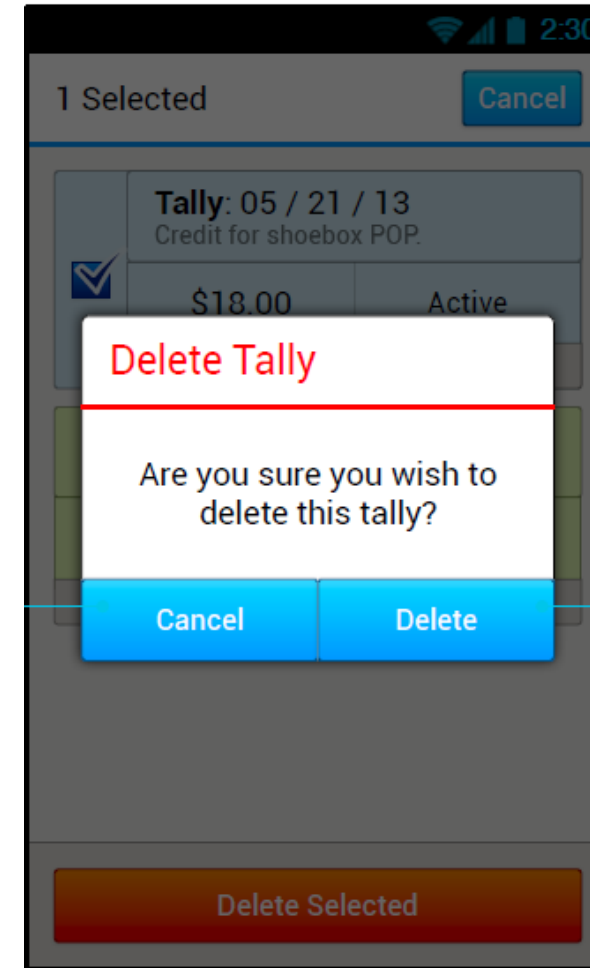 2:30
1 Selected
Cancel
Tally: 05 / 21 / 13
Credit for shoebox POP.
$18.00
Active
Delete Tally
Are you sure you wish to
delete this tally?
Cancel
Delete
Delete Selected